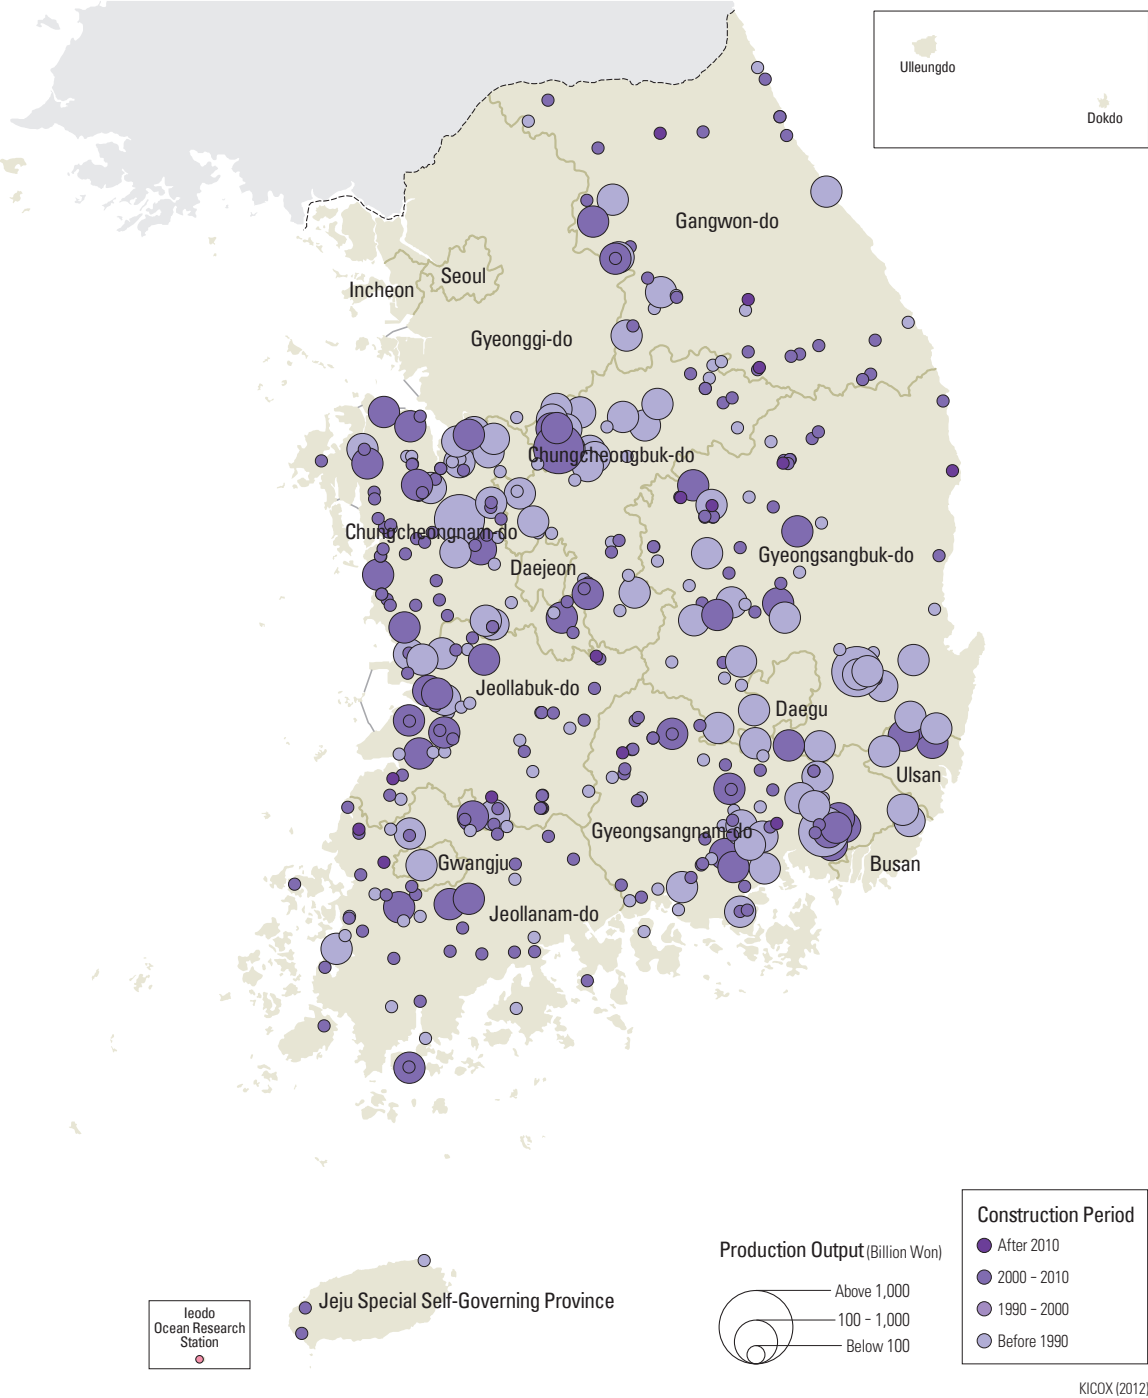 Ulleungdo
Dokdo
Gangwon-do
Seoul
Incheon
Gyeonggi-do
Chungcheongbuk-do
Chungcheongnam-do
Gyeongsangbuk-do
Daejeon
Jeollabuk-do
Daegu
Ulsan
Gyeongsangnam-do
Gwangju
Busan
Jeollanam-do
Jeju Special Self-Governing Province
Ieodo
Ocean Research
Station
Production Output (Billion Won)
Above 1,000
100 - 1,000
Below 100
Construction Period
After 2010
2000 - 2010
1990 - 2000
Before 1990
KICOX (2012)